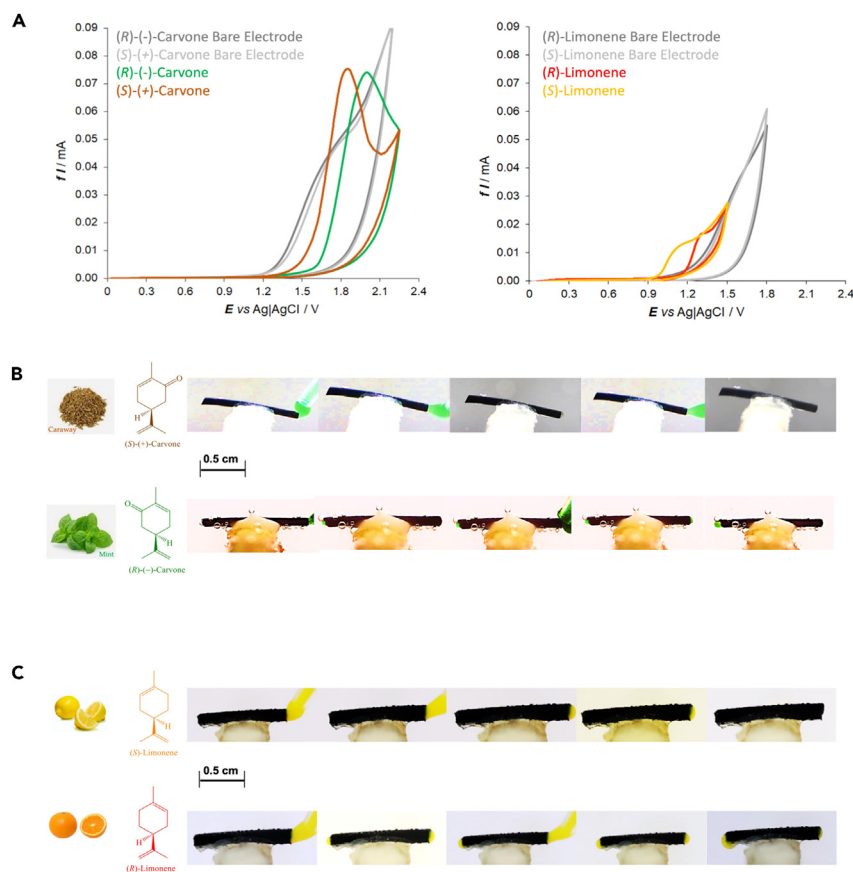 A
0.09
0.08
0.07
0.06
0.05
0.04
0.03
0.02
0.01
0.00
f I / mA
(R)-(-)-Carvone Bare Electrode
(S)-(+)-Carvone Bare Electrode
(R)-(-)-Carvone
(S)-(+)-Carvone
0 0.3 0.6 0.9 1.2 1.5 1.8 2.1 2.4
E vs Ag|AgCl / V
0.09
0.08
0.07
0.06
0.05
0.04
0.03
0.02
0.01
0.00
f I / mA
(R)-Limonene Bare Electrode
(S)-Limonene Bare Electrode
(R)-Limonene
(S)-Limonene
0 0.3 0.6 0.9 1.2 1.5 1.8 2.1 2.4
E vs Ag|AgCl / V
B
Caraway
O
H
(S)-(+)-Carvone
0.5 cm
Mint
O
H
(R)-(−)-Carvone
C
H
(S)-Limonene
0.5 cm
H
(R)-Limonene